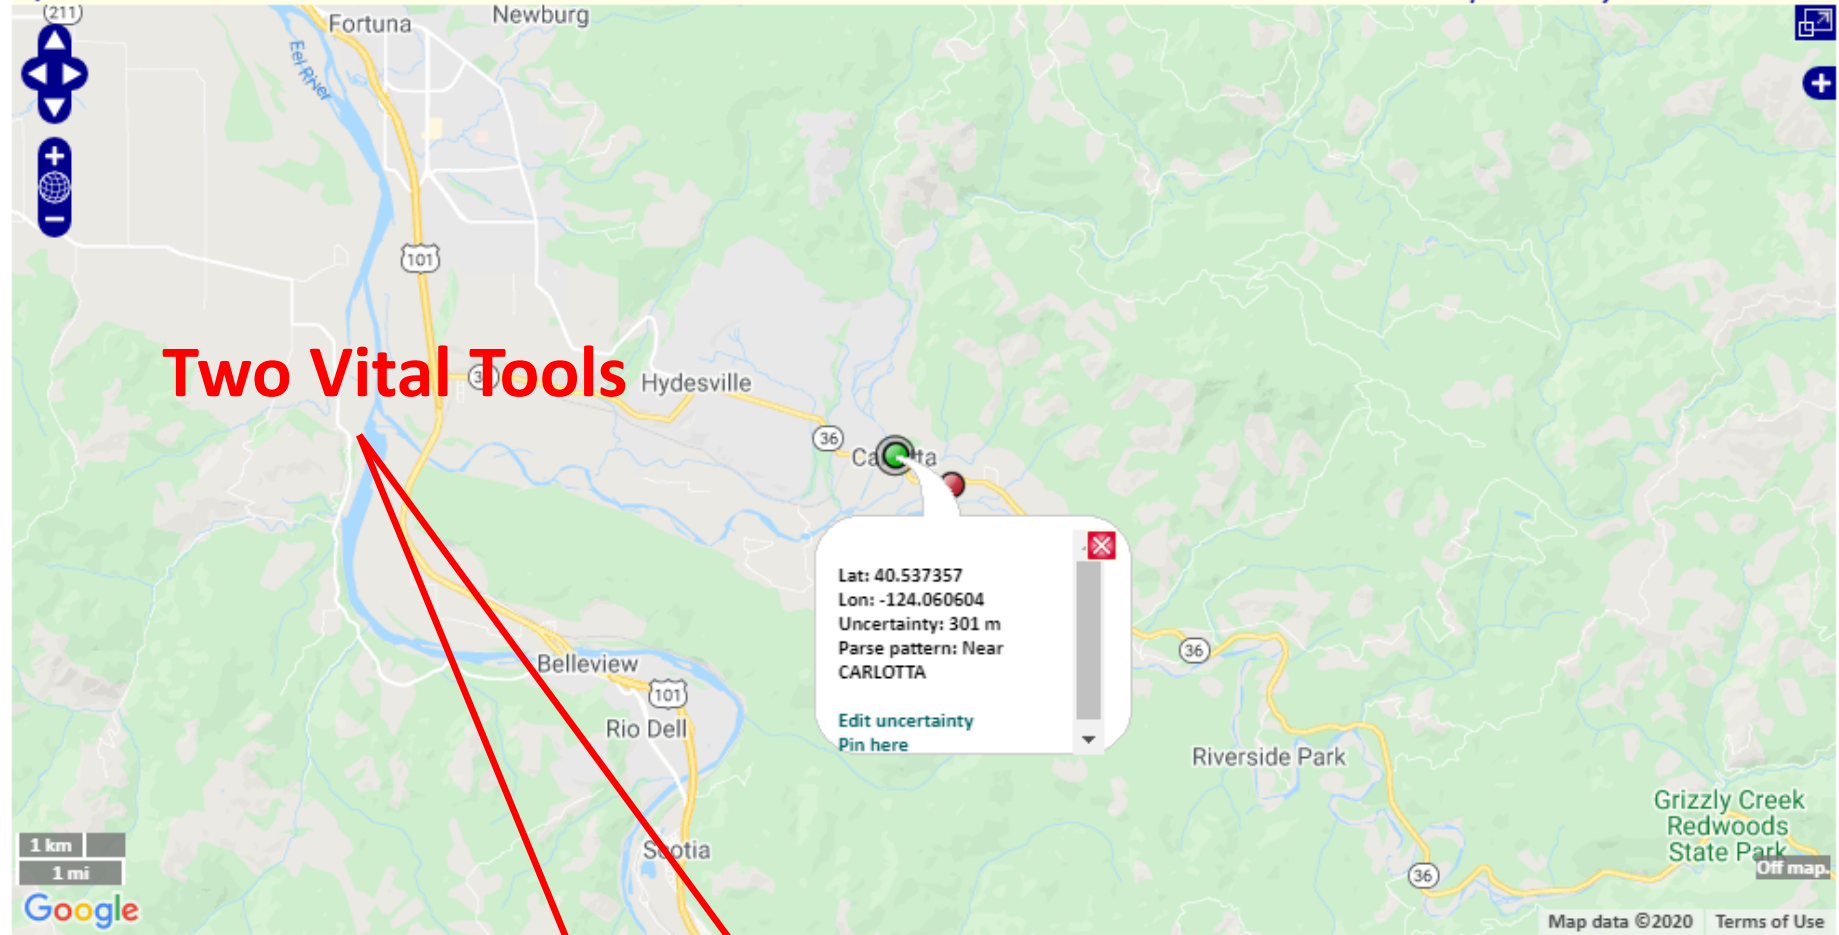 (211)
Fortuna
Newburg
Eel River
101
Two Vital Tools
Hydesville
36
Carlotta
Lat: 40.537357
Lon: -124.060604
Uncertainty: 301 m
Parse pattern: Near
CARLOTTA
Edit uncertainty
Pin here
36
Belleview
101
Rio Dell
Riverside Park
Scotia
Grizzly Creek
Redwoods
State Park
Off map.
36
1 km
1 mi
Google
Map data ©2020
Terms of Use